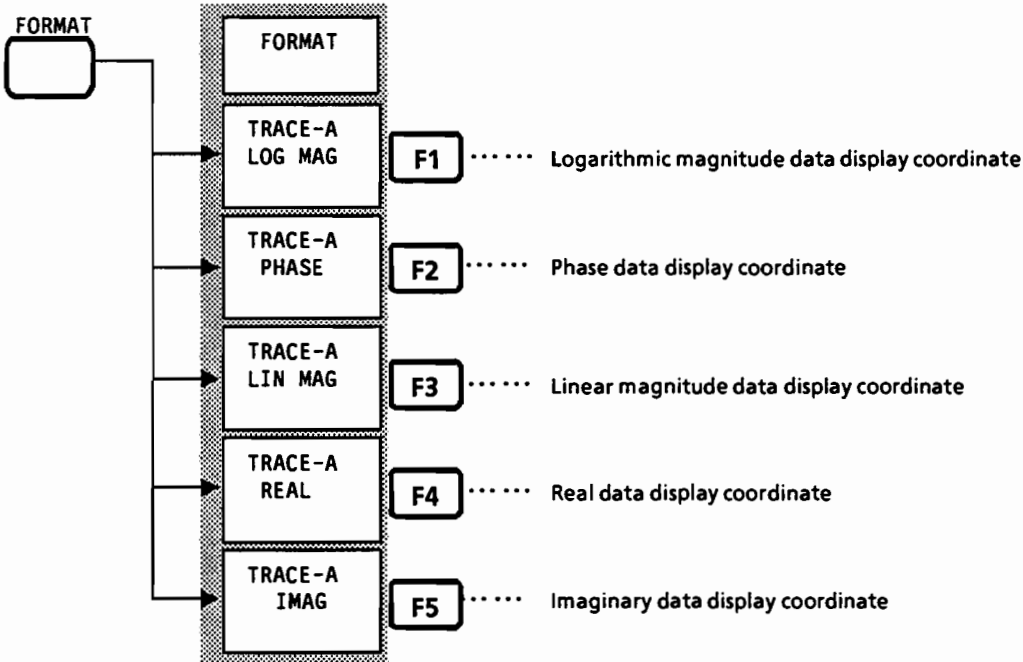 FORMAT
FORMAT
TRACE-A
LOG MAG
F1 ...... Logarithmic magnitude data display coordinate
TRACE-A
PHASE
F2 ...... Phase data display coordinate
TRACE-A
LIN MAG
F3 ...... Linear magnitude data display coordinate
TRACE-A
REAL
F4 ...... Real data display coordinate
TRACE-A
IMAG
F5 ...... Imaginary data display coordinate